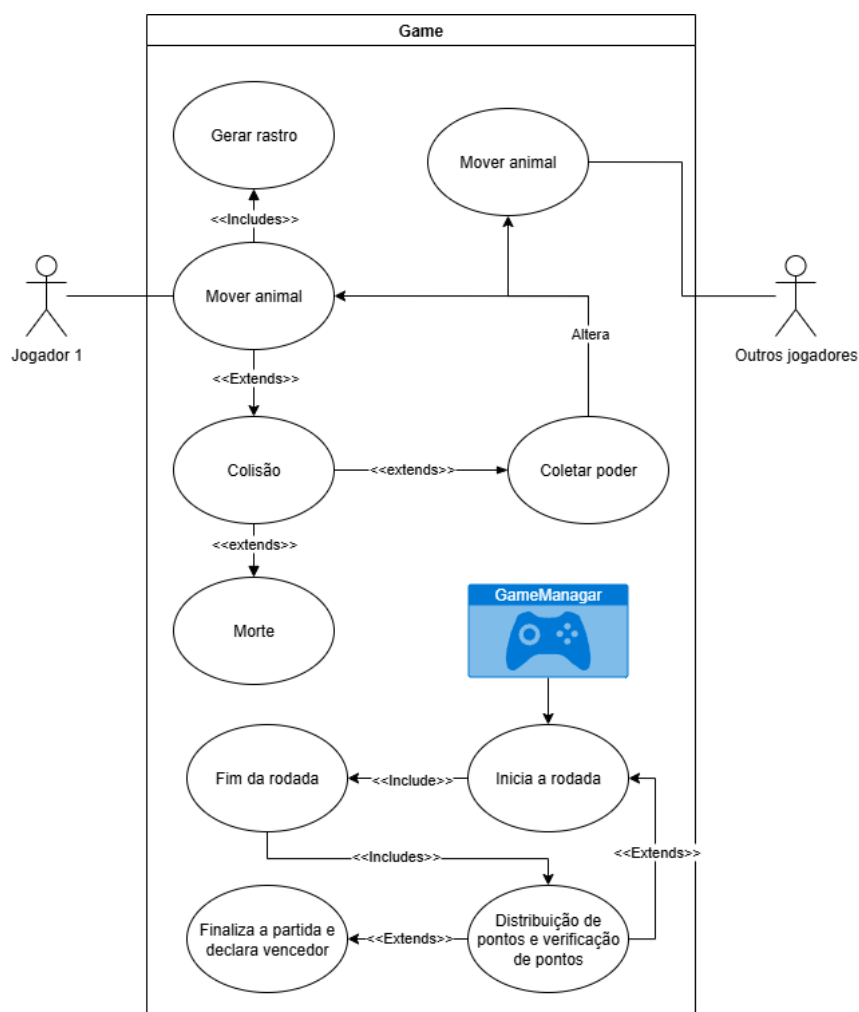 Game
Gerar rastro
Mover animal
<<Includes>>
Mover animal
Jogador 1
Outros jogadores
Altera
<<Extends>>
Colisão
<<extends>>
Coletar poder
<<extends>>
GameManagar
Morte
Fim da rodada
<<Include>>
Inicia a rodada
<<Includes>>
<<Extends>>
Finaliza a partida e
declara vencedor
<<Extends>>
Distribuição de
pontos e verificação
de pontos